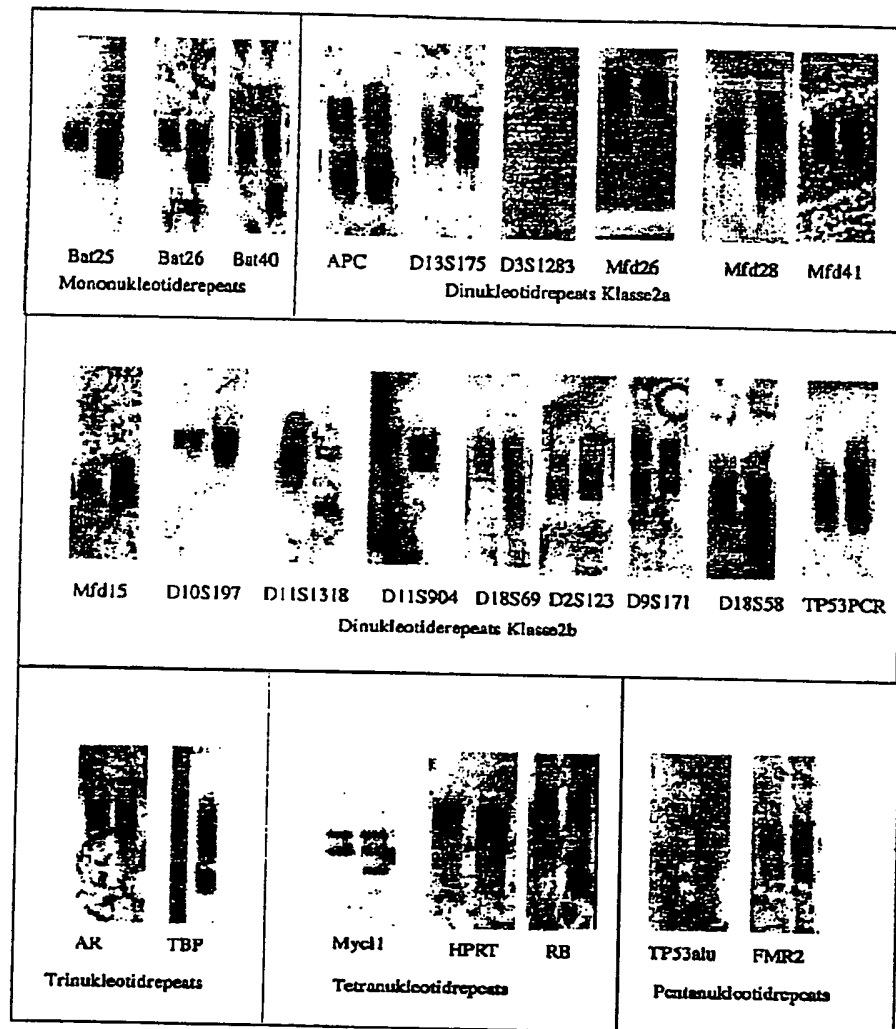 Bat25 Bat26 Bat40 APC D13S175 D3S1283 Mfd26 Mfd28 Mfd41
Mononukleotiderepeats Dinukleotidrepeats Klasse2a
Mfd15 D10S197 D11S1318 D11S904 D18S69 D2S123 D9S171 D18S58 TP53PCR
Dinukleotiderepeats Klasse2b
AR TBP Mycl1 HPRT RB TP53alu FMR2
Trinukleotidrepeats Tetranukleotidrepeats Pentanukleotidrepeats